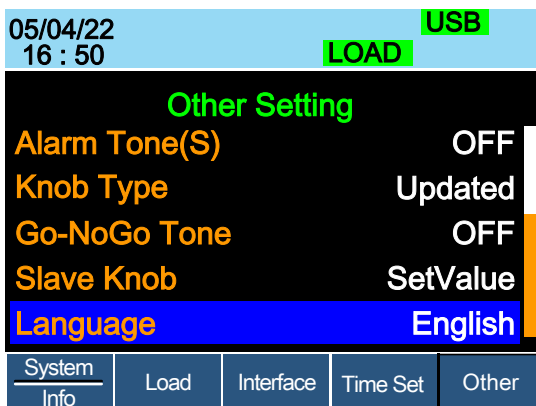 05/04/22 USB
16 : 50 LOAD
Other Setting
Alarm Tone(S) OFF
Knob Type Updated
Go-NoGo Tone OFF
Slave Knob SetValue
Language English
System Load Interface Time Set Other
Info